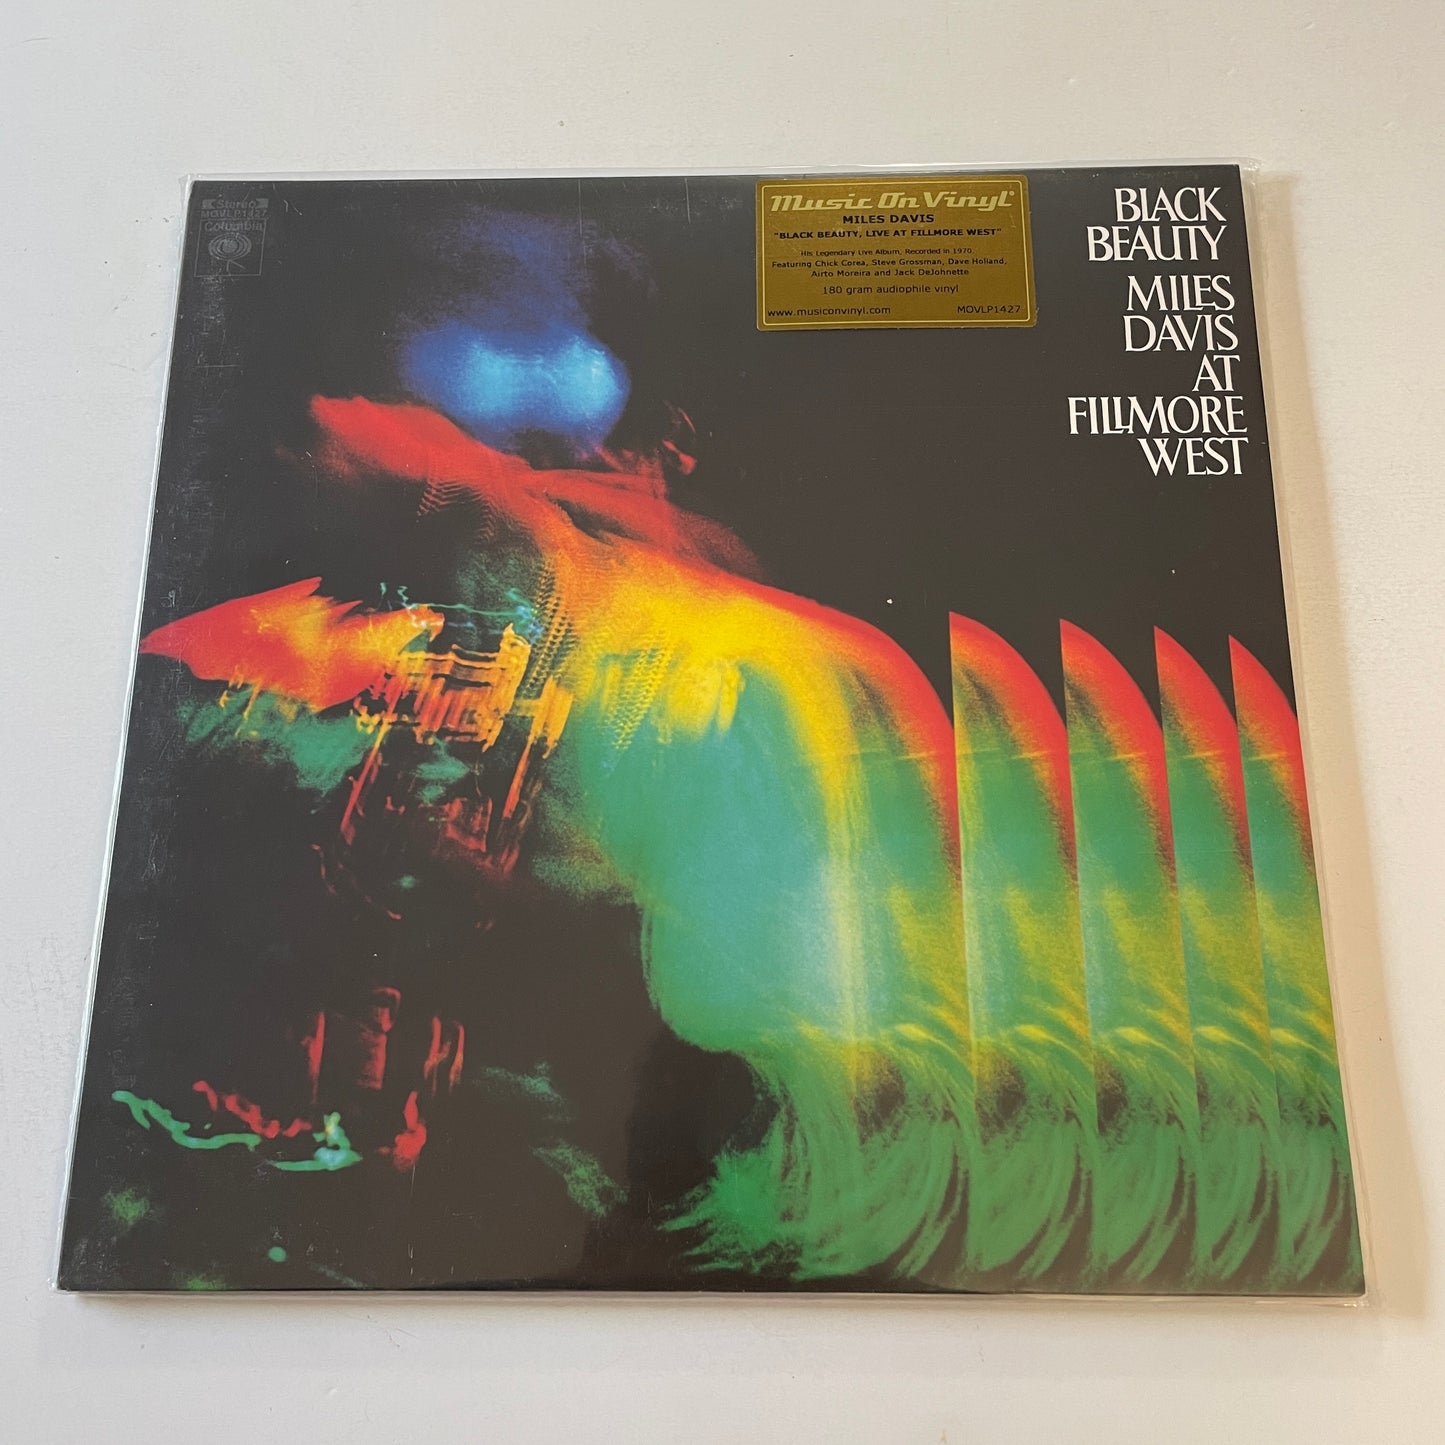 Stereo
MOVLP1427
Columbia
Music On Vinyl®
MILES DAVIS
"BLACK BEAUTY, LIVE AT FILLMORE WEST"
His Legendary Live Album, Recorded in 1970.
Featuring Chick Corea, Steve Grossman, Dave Holland,
Airto Moreira and Jack DeJohnette
180 gram audiophile vinyl
www.musiconvinyl.com MOVLP1427
BLACK
BEAUTY
MILES
DAVIS
AT
FILLMORE
WEST